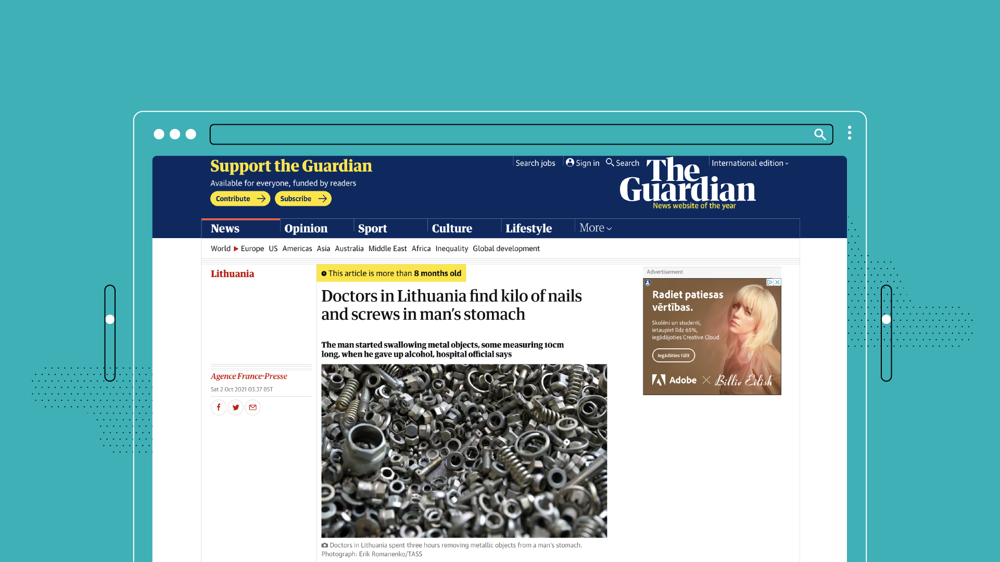 Support the Guardian
Available for everyone, funded by readers
Contribute
Subscribe
Search jobs
Sign in
Search
International edition
The
Guardian
News website of the year
News
Opinion
Sport
Culture
Lifestyle
More
World
Europe
US
Americas
Asia
Australia
Middle East
Africa
Inequality
Global development
Lithuania
This article is more than 8 months old
Doctors in Lithuania find kilo of nails
and screws in man’s stomach
The man started swallowing metal objects, some measuring 10cm
long, when he gave up alcohol, hospital official says
Agence France-Presse
Sat 2 Oct 2021 03.37 BST
Doctors in Lithuania spent three hours removing metallic objects from a man's stomach.
Photograph: Erik Romanenko/TASS
Advertisement
Radiet patiesas
vērtības.
Skolēni un studenti,
ietaupiet līdz 65%,
iegādājoties Creative Cloud.
Iegādāties tūlīt
Adobe
Billie Eilish